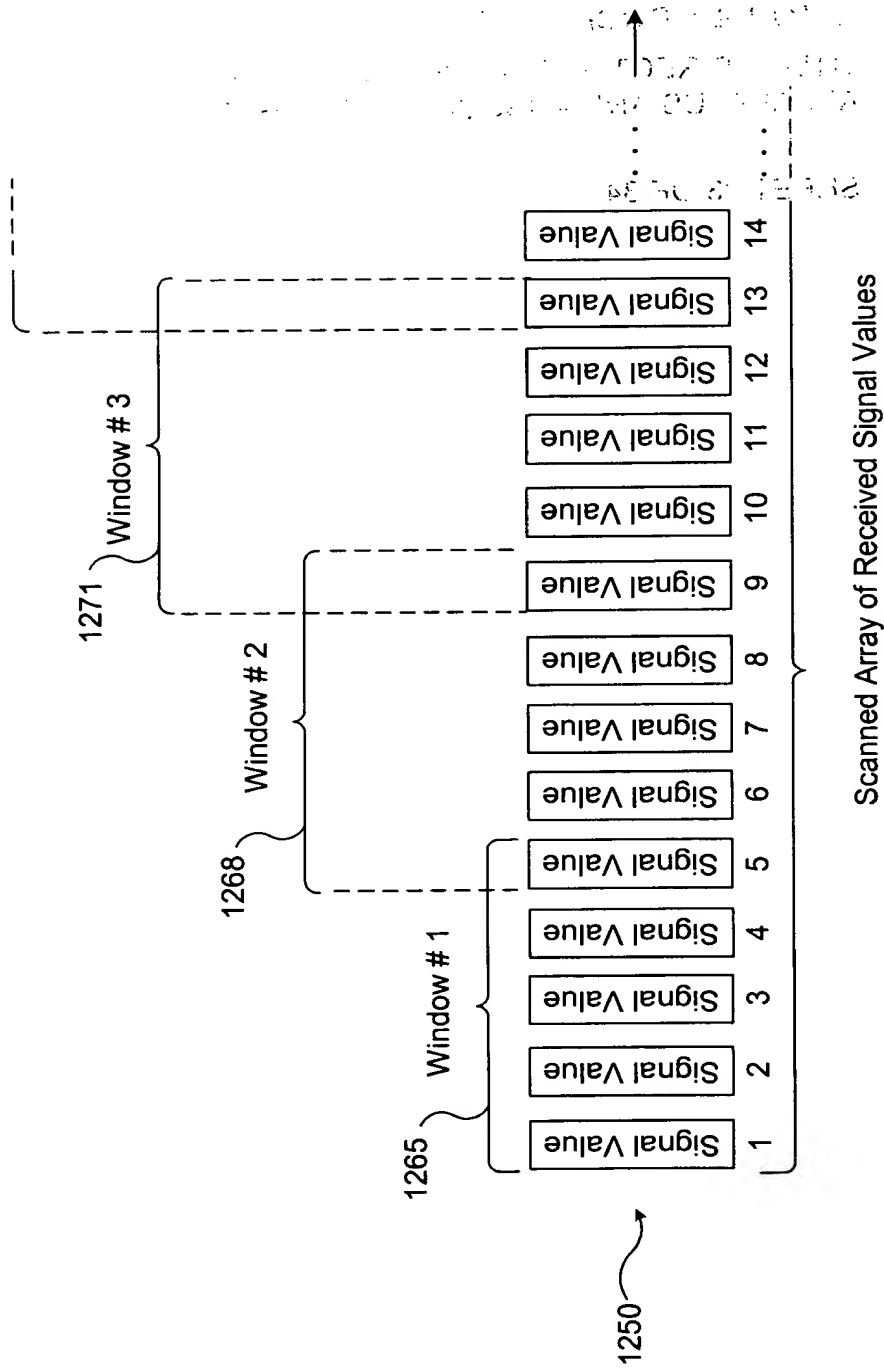 1271
Window # 3
1268
Window # 2
1265
Window # 1
1250
Signal Value
Signal Value
Signal Value
Signal Value
Signal Value
Signal Value
Signal Value
Signal Value
Signal Value
Signal Value
Signal Value
Signal Value
Signal Value
Signal Value
1 2 3 4 5 6 7 8 9 10 11 12 13 14
Scanned Array of Received Signal Values